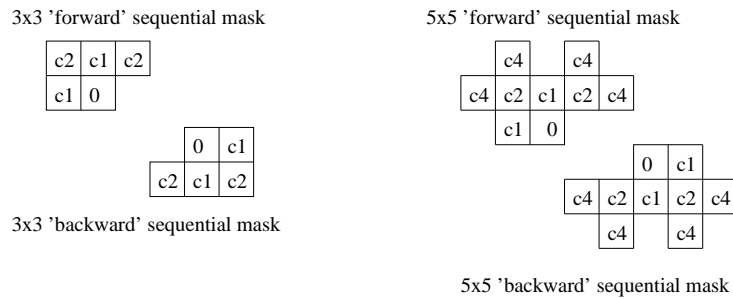 3x3 ’forward’ sequential mask
c2 c1 c2
c1 0
0 c1
c2 c1 c2
3x3 ’backward’ sequential mask
5x5 ’forward’ sequential mask
c4 c4
c4 c2 c1 c2 c4
c1 0
0 c1
c4 c2 c1 c2 c4
c4 c4
5x5 ’backward’ sequential mask